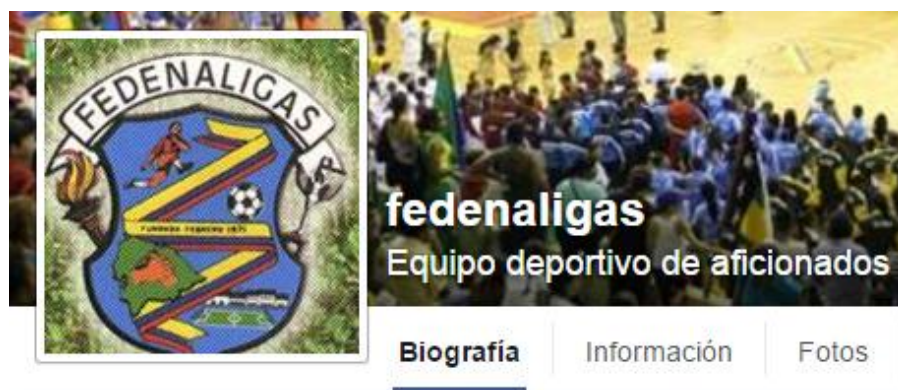 FEDENALIGAS
fedenaligas
Equipo deportivo de aficionados
Biografía
Información
Fotos